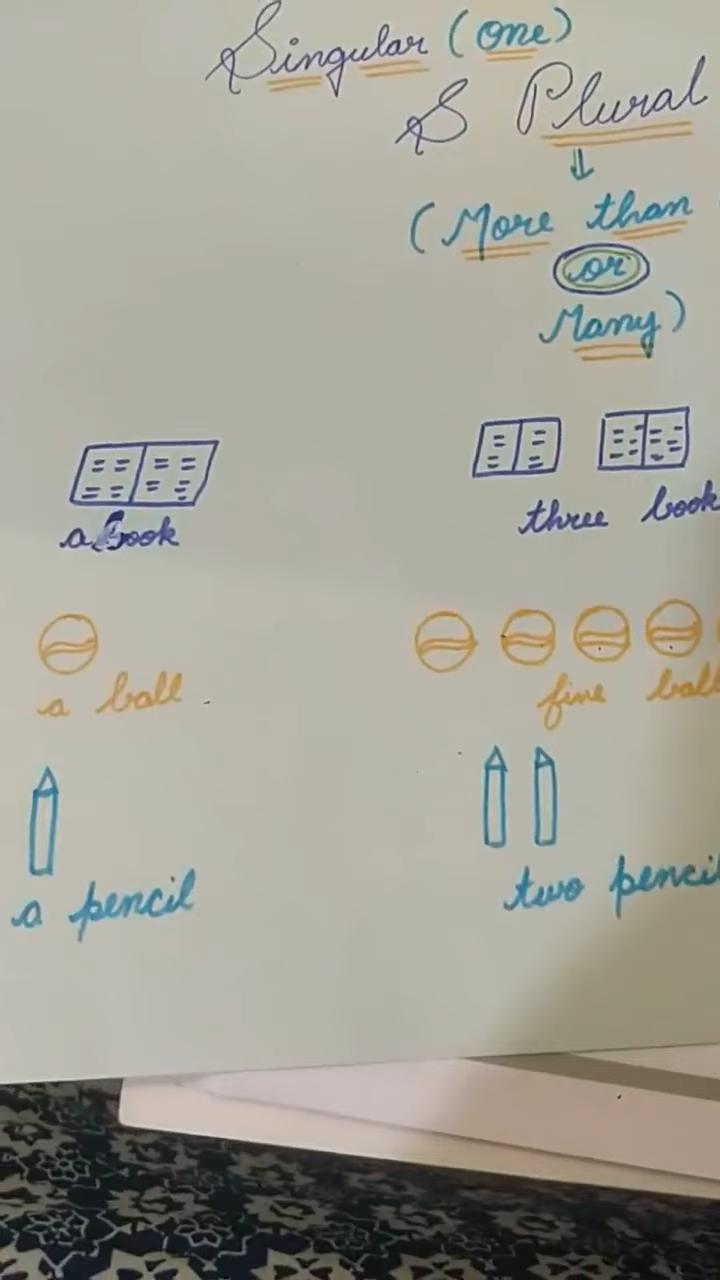 Singular (one)
S Plural
(More than
or
Many)
a book
three book
a ball
five ball
a pencil
two pencil